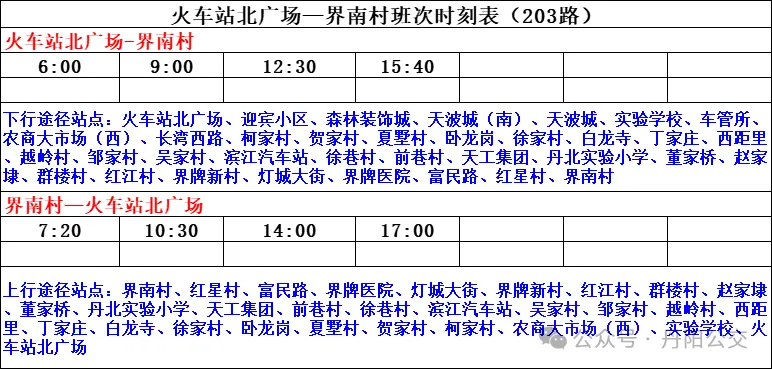 火车站北广场—界南村班次时刻表（203路）
火车站北广场-界南村
6:00 9:00 12:30 15:40
下行途径站点：火车站北广场、迎宾小区、森林装饰城、天波城（南）、天波城、实验学校、车管所、
农商大市场（西）、长湾西路、柯家村、贺家村、夏墅村、卧龙岗、徐家村、白龙寺、丁家庄、西距里
、越岭村、邹家村、吴家村、滨江汽车站、徐巷村、前巷村、天工集团、丹北实验小学、董家桥、赵家
埭、群楼村、红江村、界牌新村、灯城大街、界牌医院、富民路、红星村、界南村
界南村—火车站北广场
7:20 10:30 14:00 17:00
上行途径站点：界南村、红星村、富民路、界牌医院、灯城大街、界牌新村、红江村、群楼村、赵家埭
、董家桥、丹北实验小学、天工集团、前巷村、徐巷村、滨江汽车站、吴家村、邹家村、越岭村、西距
里、丁家庄、白龙寺、徐家村、卧龙岗、夏墅村、贺家村、柯家村、农商大市场（西）、实验学校、火
车站北广场
公众号·丹阳公交